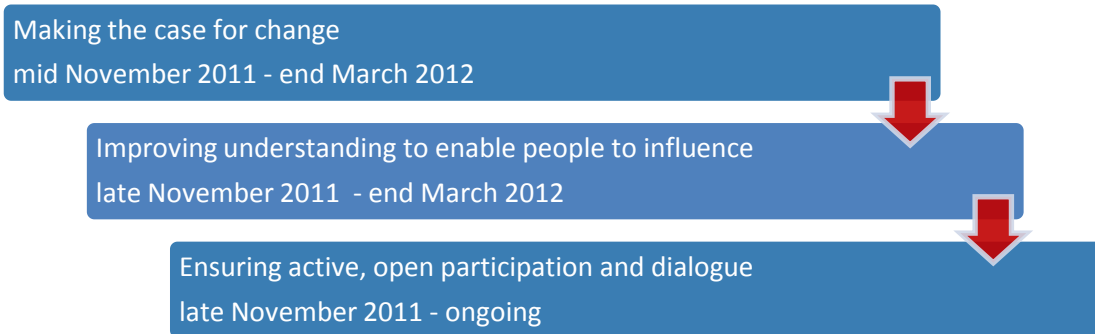 Making the case for change
mid November 2011 - end March 2012
Improving understanding to enable people to influence
late November 2011  - end March 2012
Ensuring active, open participation and dialogue
late November 2011 - ongoing